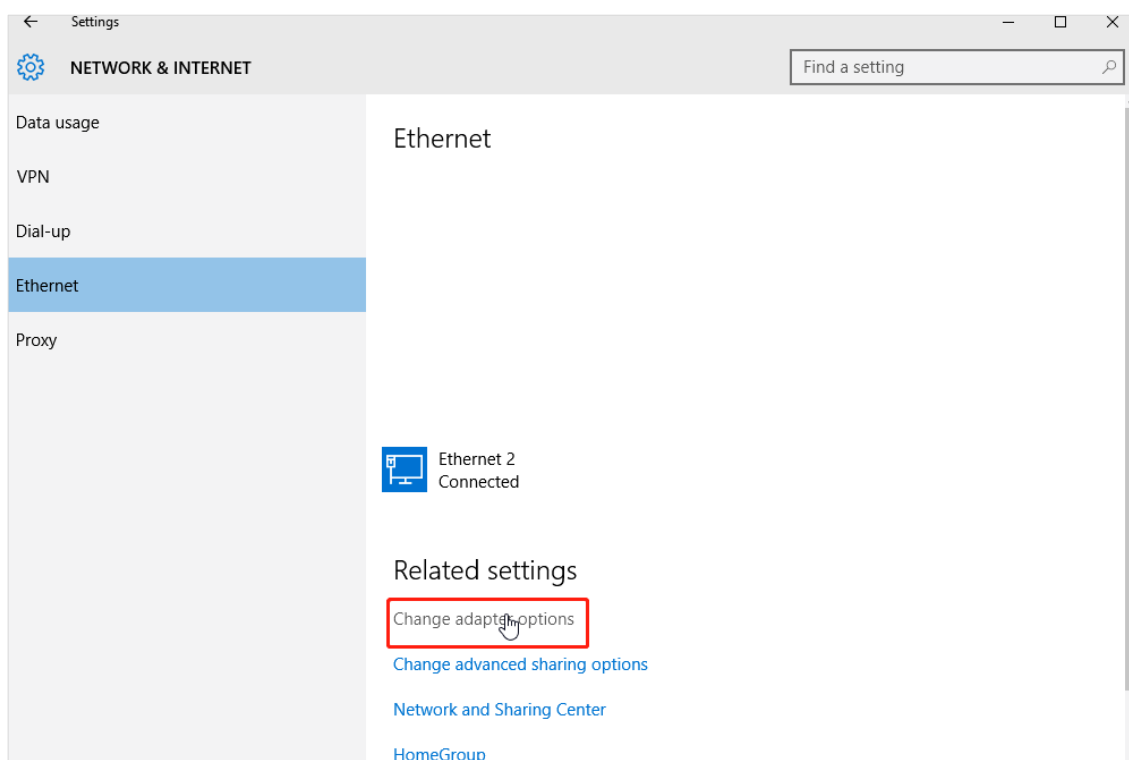 Settings
NETWORK & INTERNET
Find a setting
Data usage
VPN
Dial-up
Ethernet
Proxy
Ethernet
Ethernet 2
Connected
Related settings
Change adapter options
Change advanced sharing options
Network and Sharing Center
HomeGroup